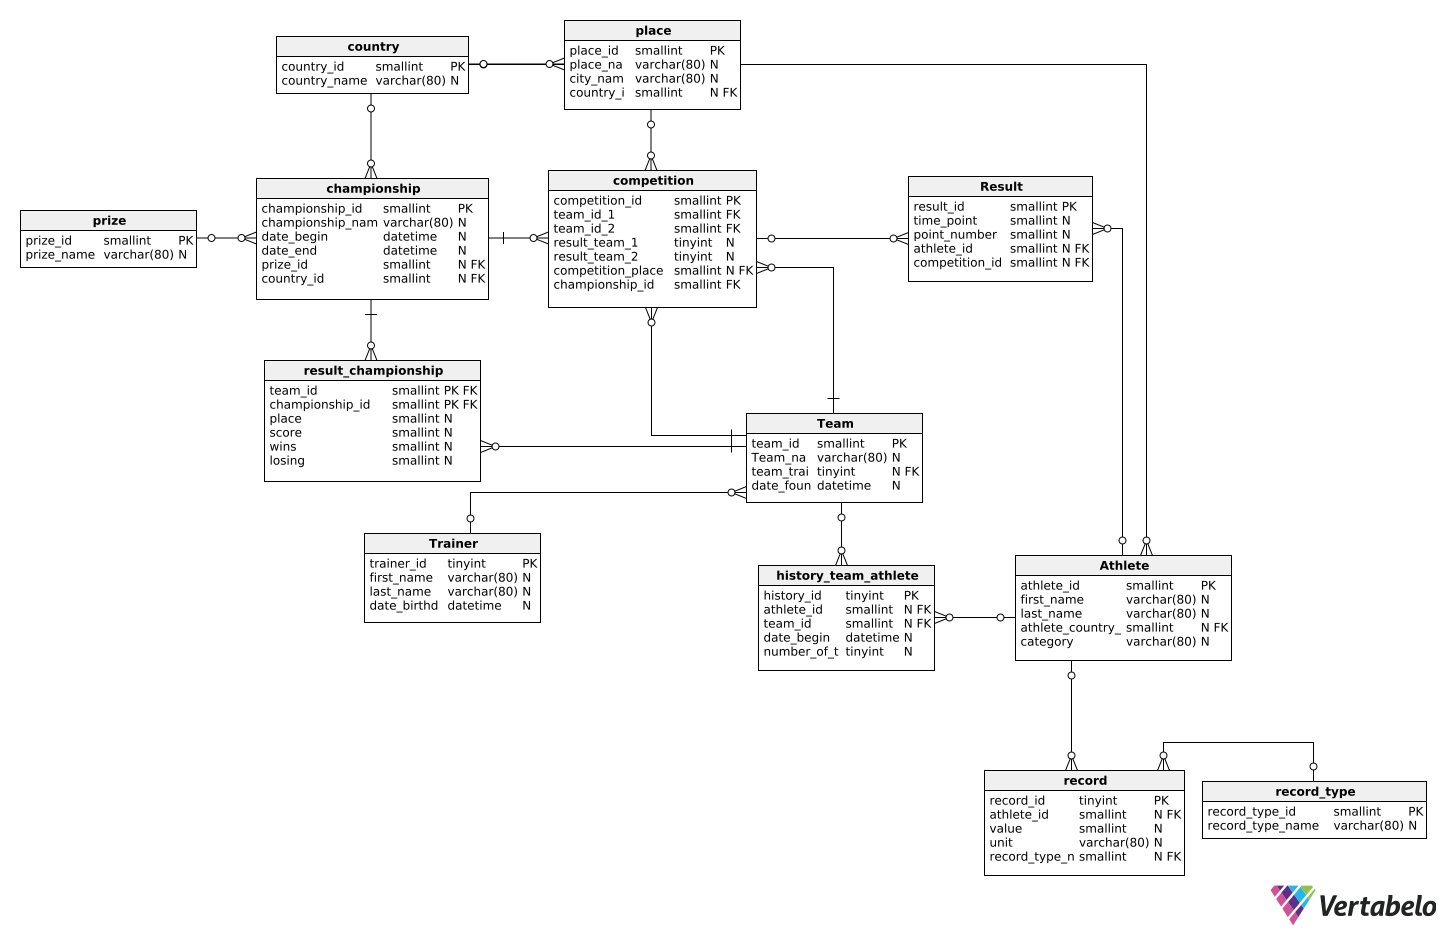 country
country_id smallint PK
country_name varchar(80) N
place
place_id smallint PK
place_na varchar(80) N
city_nam varchar(80) N
country_i smallint N FK
championship
championship_id smallint PK
championship_nam varchar(80) N
date_begin datetime N
date_end datetime N
prize_id smallint N FK
country_id smallint N FK
competition
competition_id smallint PK
team_id_1 smallint FK
team_id_2 smallint FK
result_team_1 tinyint N
result_team_2 tinyint N
competition_place smallint N FK
championship_id smallint FK
Result
result_id smallint PK
time_point smallint N
point_number smallint N
athlete_id smallint N FK
competition_id smallint N FK
prize
prize_id smallint PK
prize_name varchar(80) N
result_championship
team_id smallint PK FK
championship_id smallint PK FK
place smallint N
score smallint N
wins smallint N
losing smallint N
Team
team_id smallint PK
Team_na varchar(80) N
team_trai tinyint N FK
date_foun datetime N
Trainer
trainer_id tinyint PK
first_name varchar(80) N
last_name varchar(80) N
date_birthd datetime N
history_team_athlete
history_id tinyint PK
athlete_id smallint N FK
team_id smallint N FK
date_begin datetime N
number_of_t tinyint N
Athlete
athlete_id smallint PK
first_name varchar(80) N
last_name varchar(80) N
athlete_country_ smallint N FK
category varchar(80) N
record
record_id tinyint PK
athlete_id smallint N FK
value smallint N
unit varchar(80) N
record_type_n smallint N FK
record_type
record_type_id smallint PK
record_type_name varchar(80) N
Vertabelo